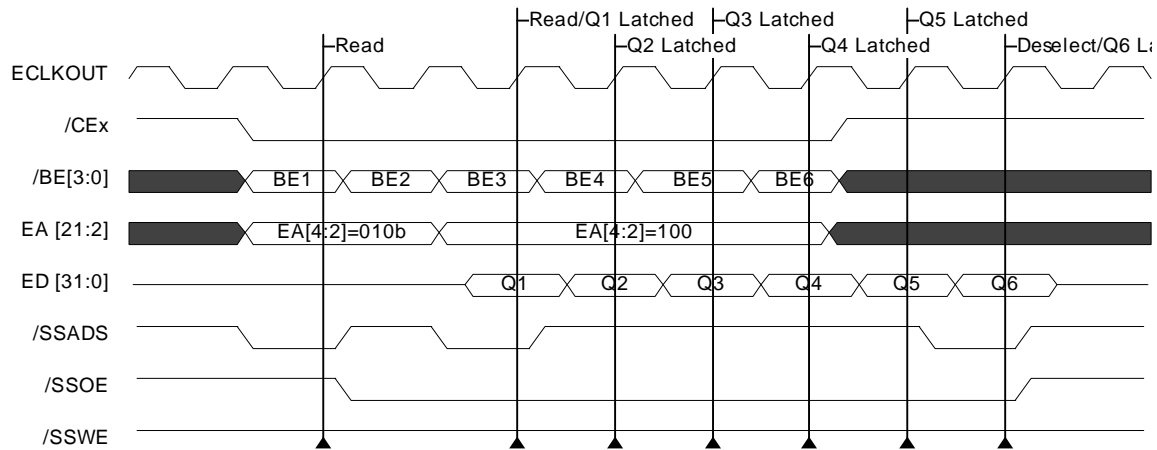 Read/Q1 Latched Q3 Latched Q5 Latched
Read Q2 Latched Q4 Latched Deselect/Q6 La
ECLKOUT
/CEx
/BE[3:0] BE1 BE2 BE3 BE4 BE5 BE6
EA [21:2] EA[4:2]=010b EA[4:2]=100
ED [31:0] Q1 Q2 Q3 Q4 Q5 Q6
/SSADS
/SSOE
/SSWE